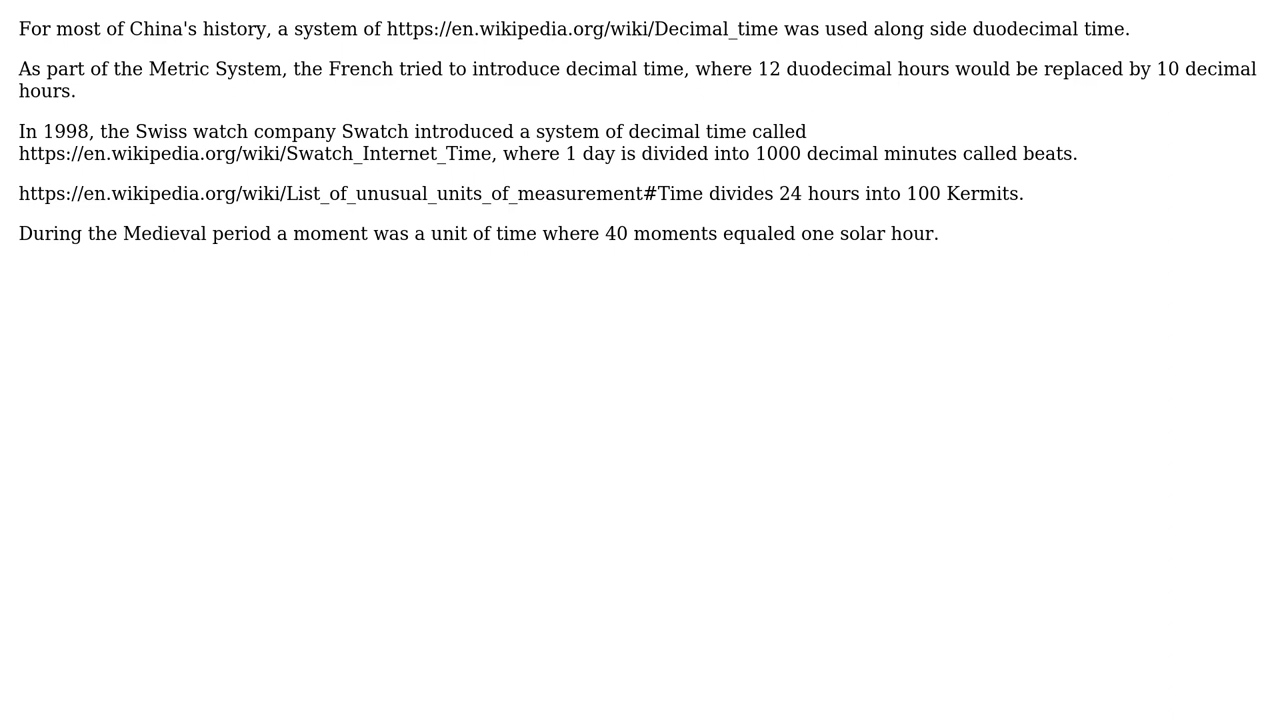 For most of China's history, a system of https://en.wikipedia.org/wiki/Decimal_time was used along side duodecimal time.
As part of the Metric System, the French tried to introduce decimal time, where 12 duodecimal hours would be replaced by 10 decimal
hours.
In 1998, the Swiss watch company Swatch introduced a system of decimal time called
https://en.wikipedia.org/wiki/Swatch_Internet_Time, where 1 day is divided into 1000 decimal minutes called beats.
https://en.wikipedia.org/wiki/List_of_unusual_units_of_measurement#Time divides 24 hours into 100 Kermits.
During the Medieval period a moment was a unit of time where 40 moments equaled one solar hour.